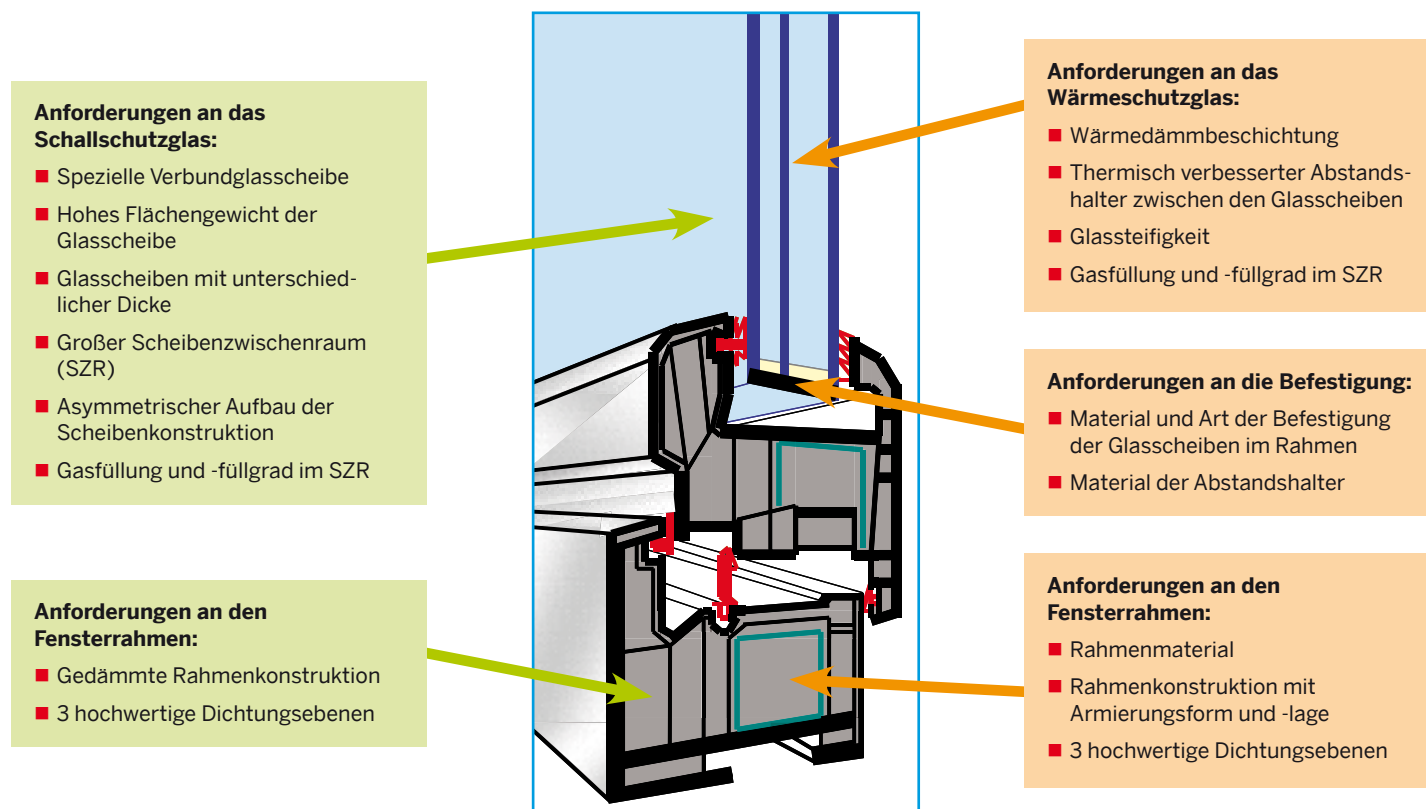 Anforderungen an das
Schallschutzglas:
Spezielle Verbundglasscheibe
Hohes Flächengewicht der
Glasscheibe
Glasscheiben mit unterschied-
licher Dicke
Großer Scheibenzwischenraum
(SZR)
Asymmetrischer Aufbau der
Scheibenkonstruktion
Gasfüllung und -füllgrad im SZR
Anforderungen an den
Fensterrahmen:
Gedämmte Rahmenkonstruktion
3 hochwertige Dichtungsebenen
Anforderungen an das
Wärmeschutzglas:
Wärmedämmbeschichtung
Thermisch verbesserter Abstands-
halter zwischen den Glasscheiben
Glassteifigkeit
Gasfüllung und -füllgrad im SZR
Anforderungen an die Befestigung:
Material und Art der Befestigung
der Glasscheiben im Rahmen
Material der Abstandshalter
Anforderungen an den
Fensterrahmen:
Rahmenmaterial
Rahmenkonstruktion mit
Armierungsform und -lage
3 hochwertige Dichtungsebenen